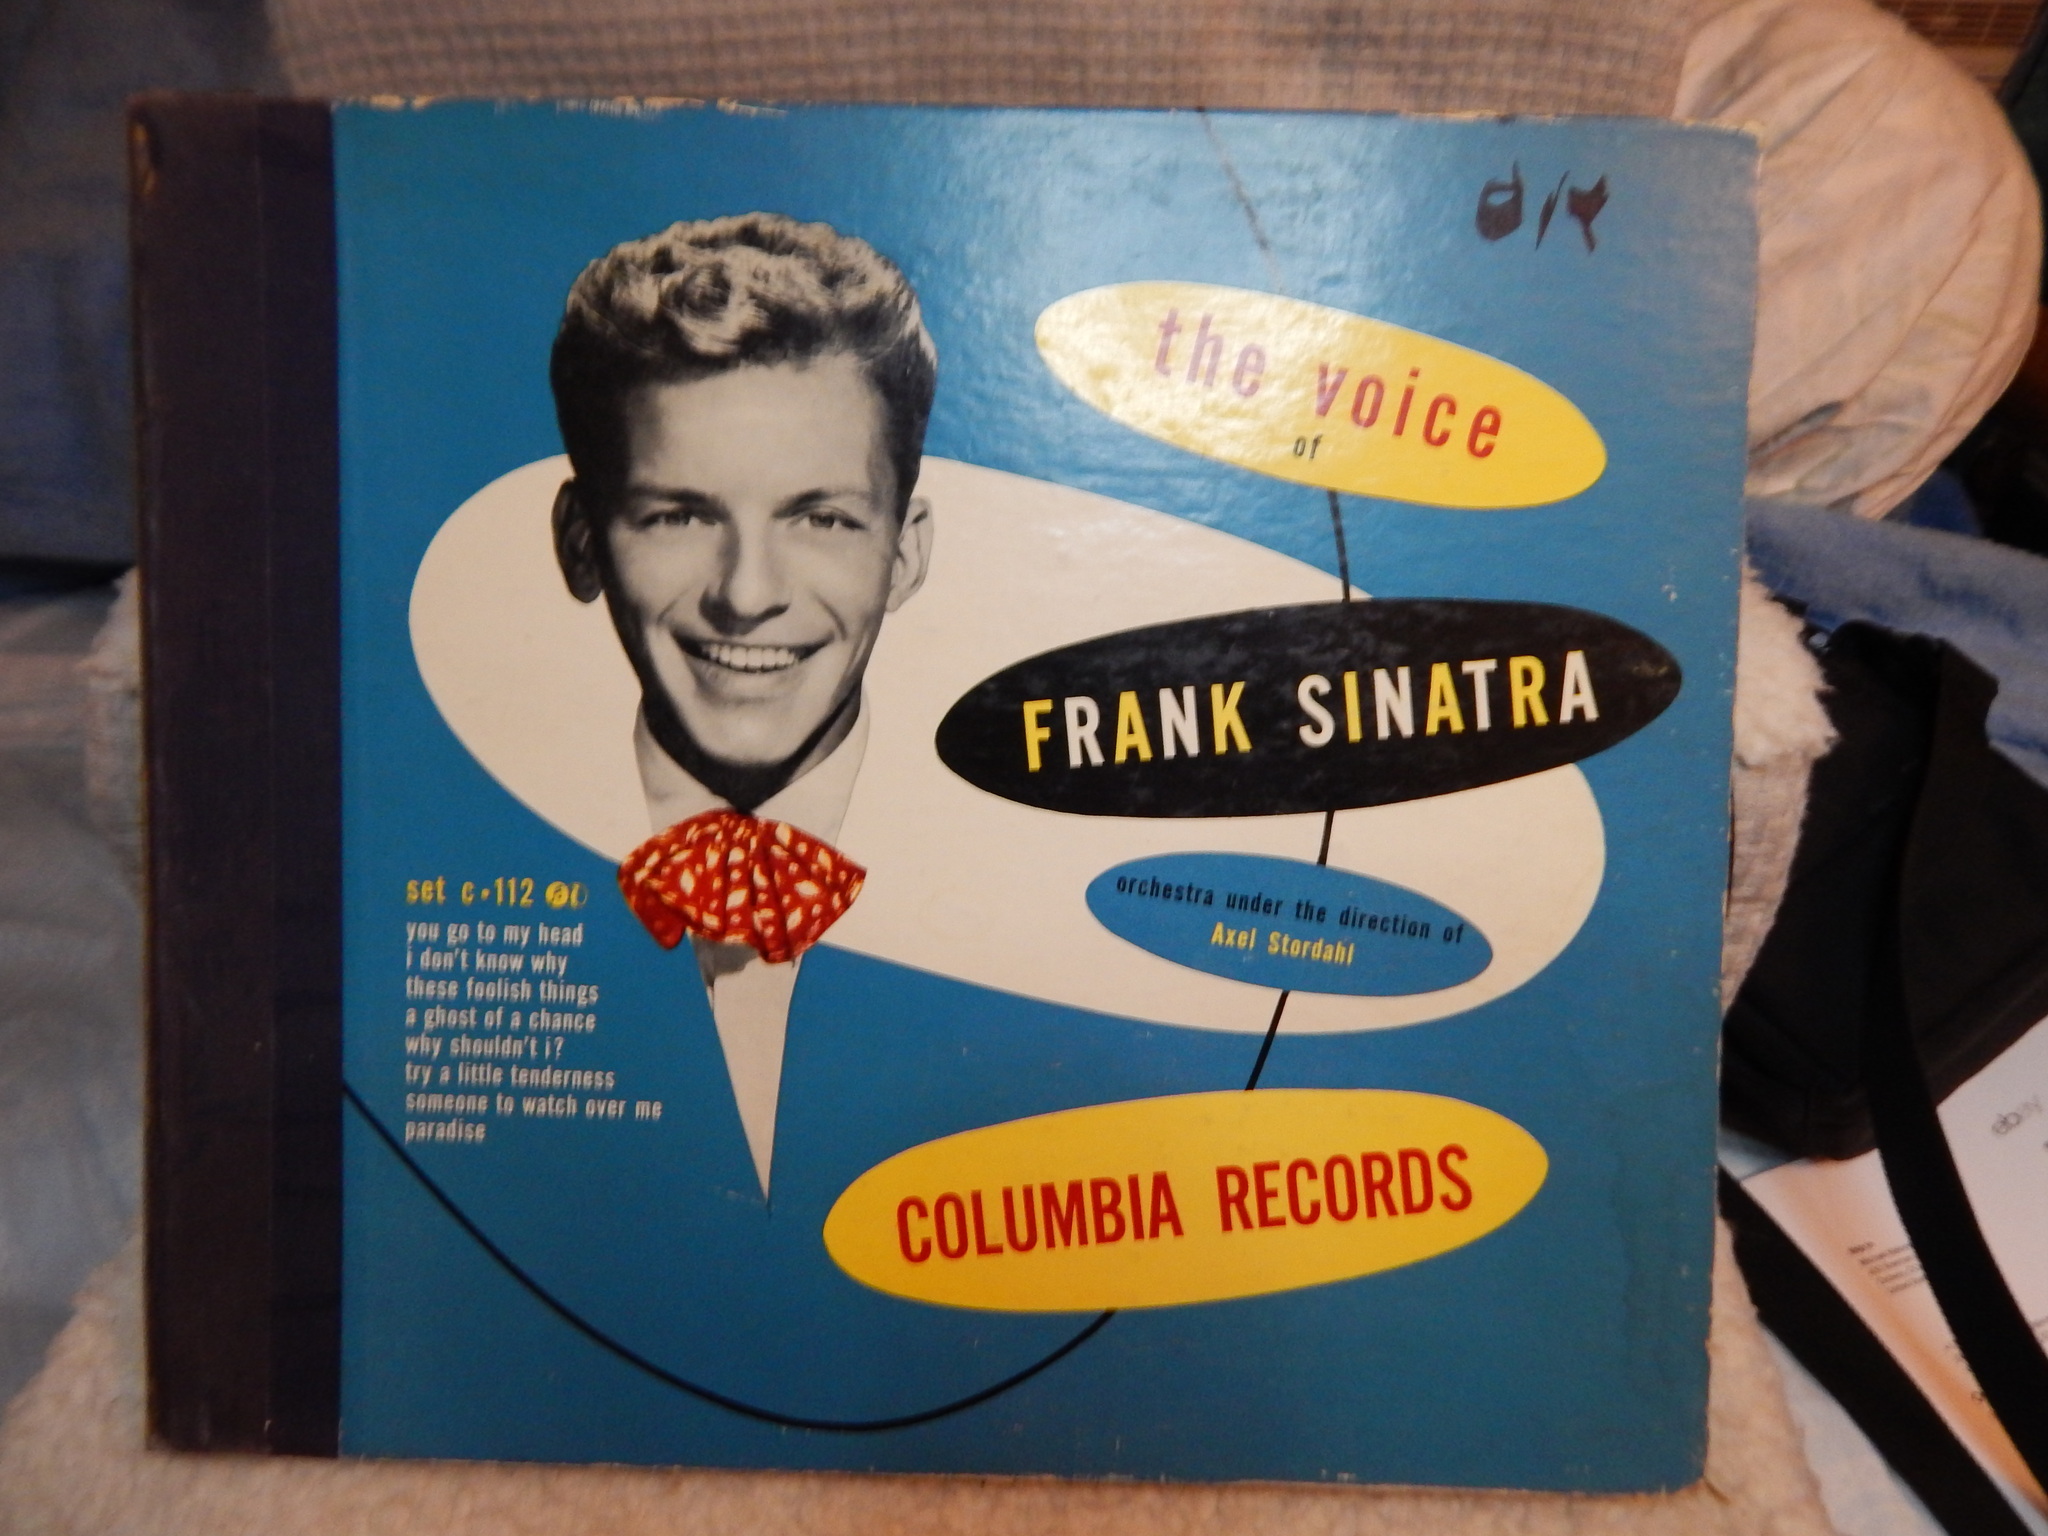 the voice
of
FRANK SINATRA
orchestra under the direction of
Axel Stordahl
set c•112
you go to my head
i don't know why
these foolish things
a ghost of a chance
why shouldn't i?
try a little tenderness
someone to watch over me
paradise
COLUMBIA RECORDS
ebay